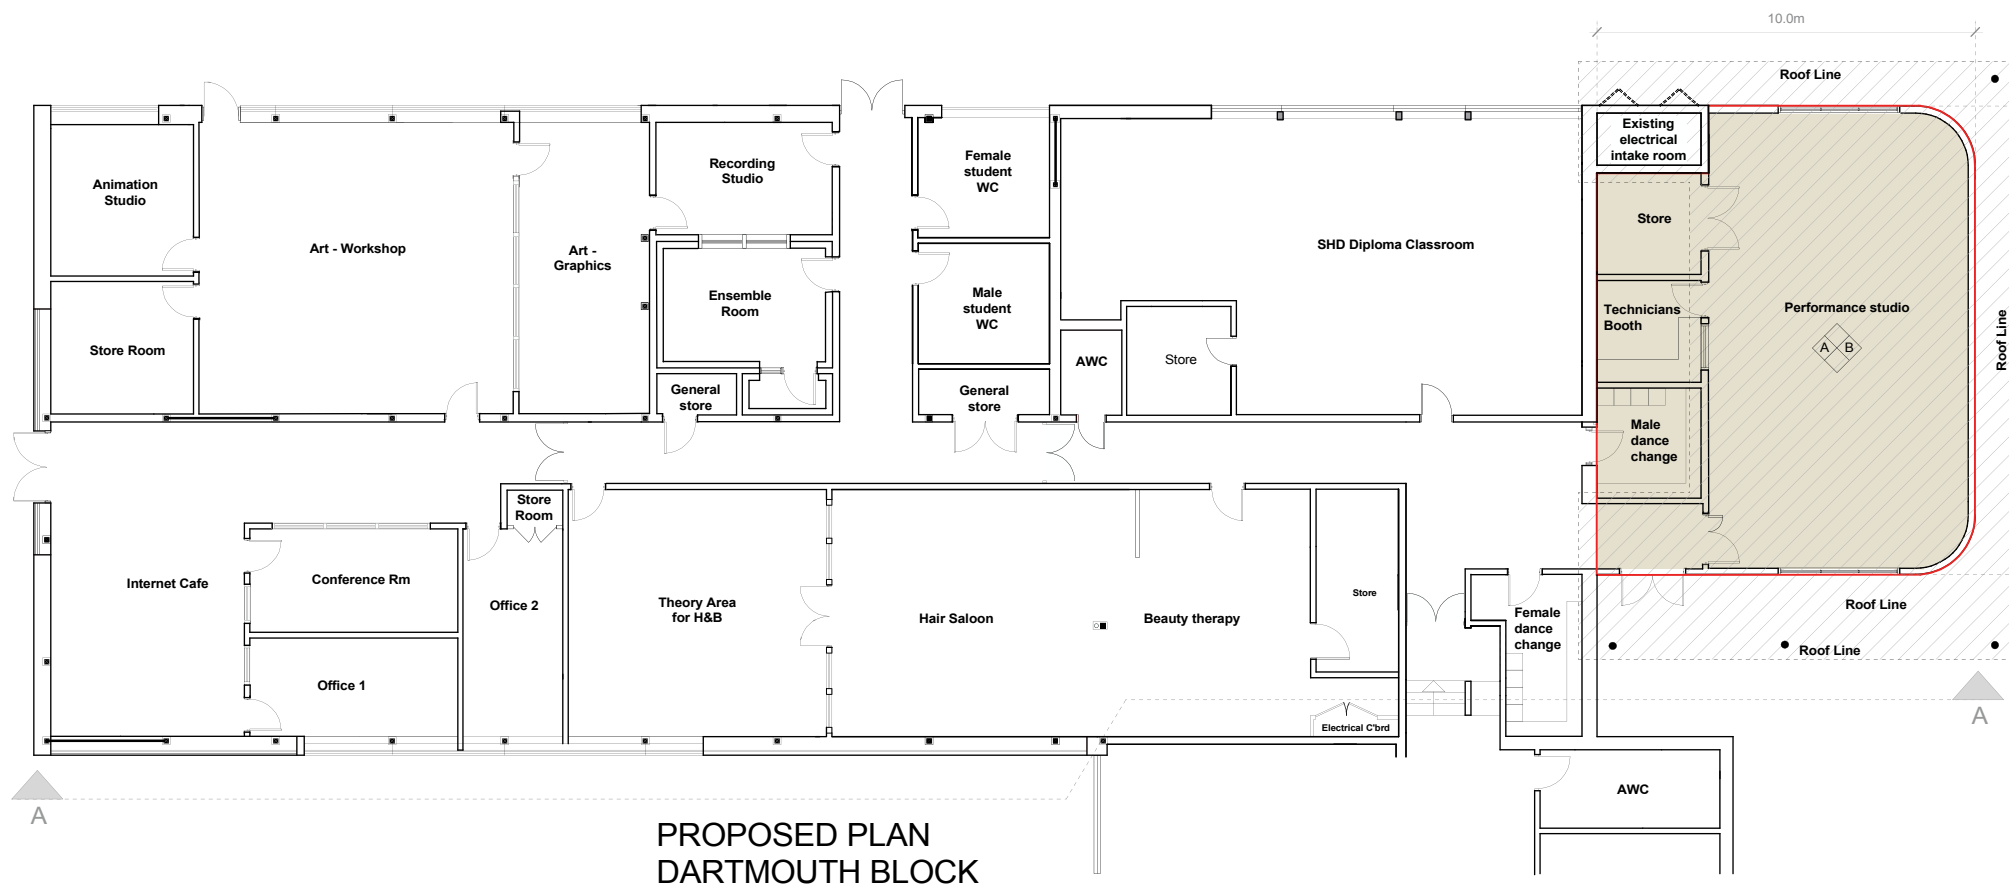 10.0m
Roof Line
Existing
electrical
intake room
Female
student
WC
Recording
Studio
Animation
Studio
Store
SHD Diploma Classroom
Art - Workshop
Art -
Graphics
Ensemble
Room
Male
student
WC
Technicians
Booth
Performance studio
A
B
Roof Line
Store Room
AWC
Store
General
store
General
store
Male
dance
change
Store
Room
Internet Cafe
Conference Rm
Office 2
Theory Area
for H&B
Hair Saloon
Beauty therapy
Store
Female
dance
change
Roof Line
Roof Line
Office 1
Electrical C'brd
A
AWC
A
PROPOSED PLAN
DARTMOUTH BLOCK